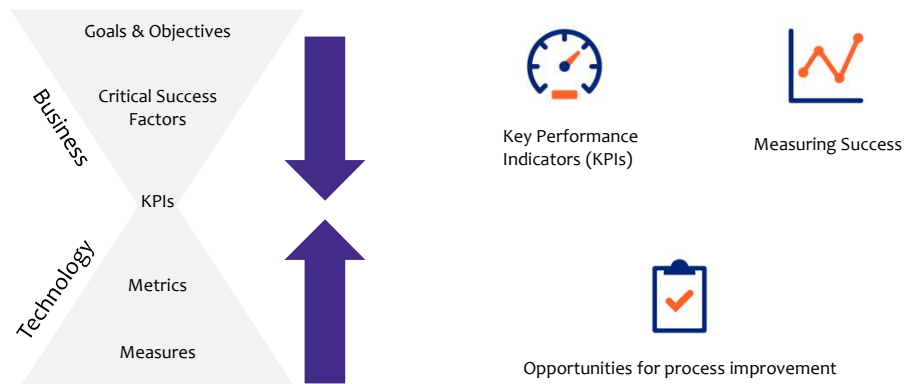 Goals & Objectives
Critical Success
Factors
Business
KPIs
Technology
Metrics
Measures
Key Performance
Indicators (KPIs)
Measuring Success
Opportunities for process improvement